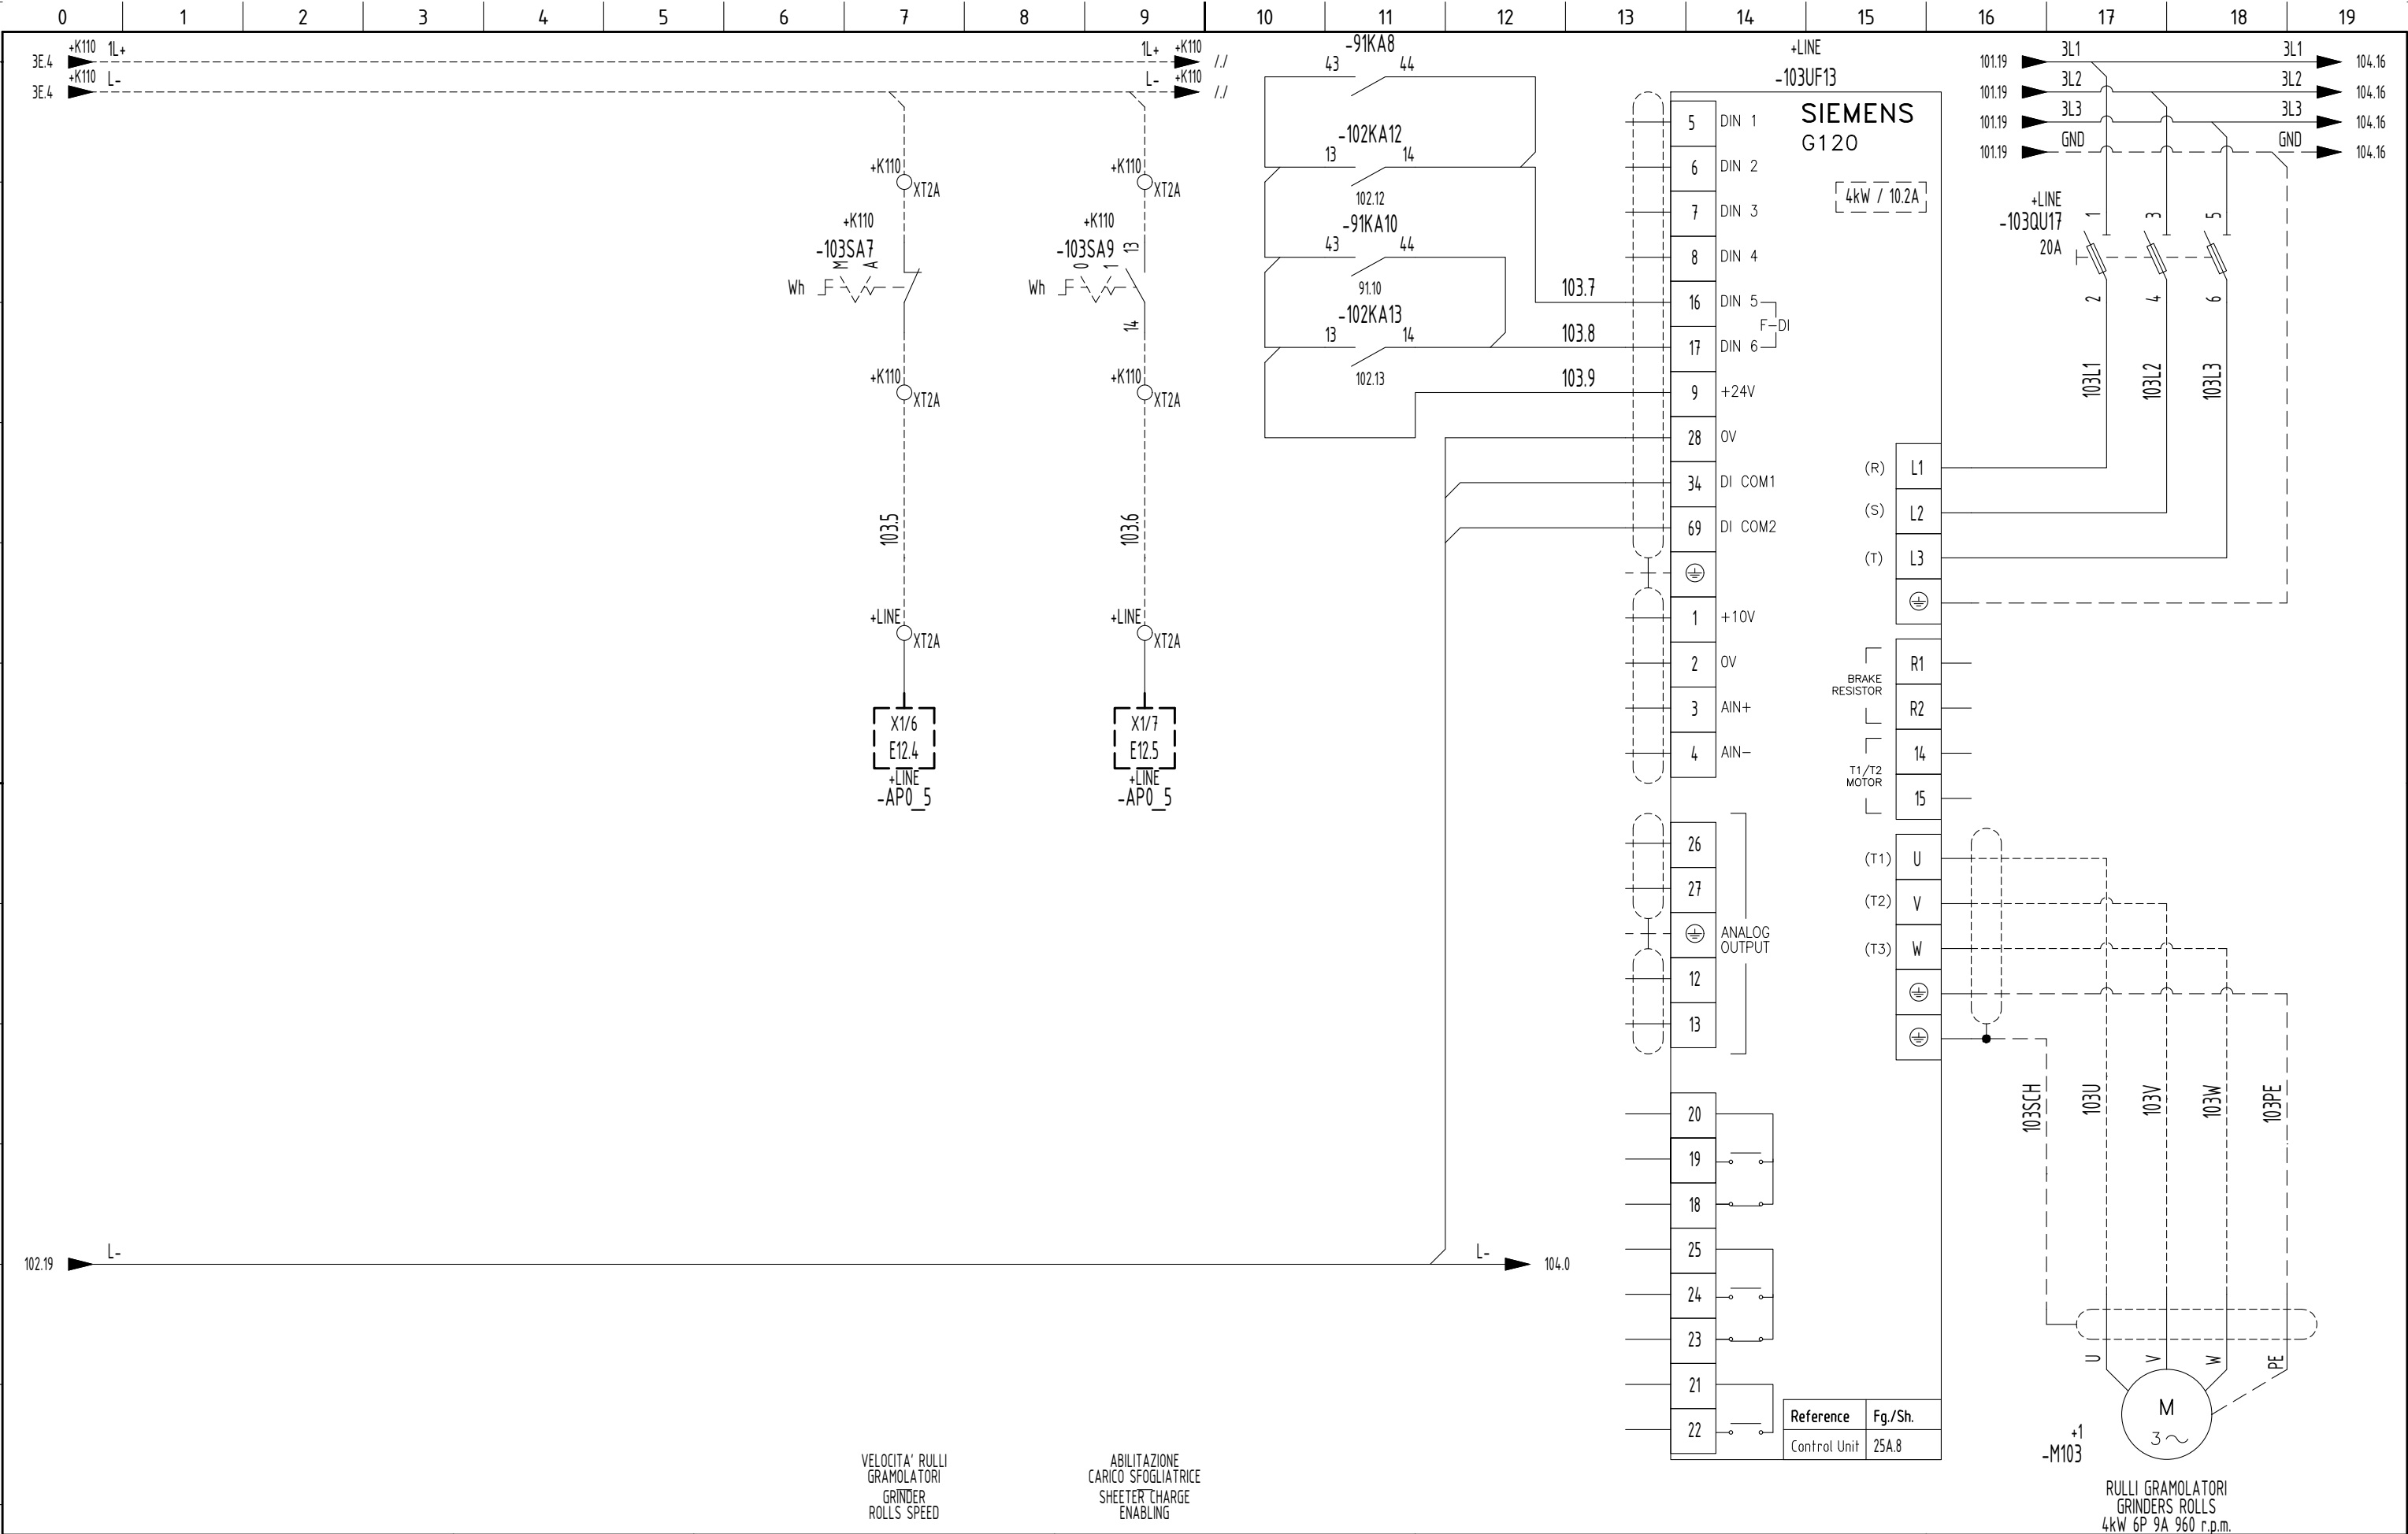 0 1 2 3 4 5 6 7 8 9 10 11 12 13 14 15 16 17 18 19
3E.4 +K110 1L+ 1L+ +K110 /./
3E.4 +K110 L- L- +K110 /./
+K110
XT2A
+K110
-103SA7
M A
Wh
+K110
XT2A
103.5
+LINE
XT2A
X1/6
E12.4
+LINE
-AP0_5
+K110
XT2A
+K110
-103SA9
13
0 1
Wh
14
+K110
XT2A
103.6
+LINE
XT2A
X1/7
E12.5
+LINE
-AP0_5
-91KA8
43 44
-102KA12
13 14
102.12
-91KA10
43 44
91.10
-102KA13
13 14
102.13
103.7
103.8
103.9
+LINE
-103UF13
SIEMENS
G120
4kW / 10.2A
5 DIN 1
6 DIN 2
7 DIN 3
8 DIN 4
16 DIN 5
F-DI
17 DIN 6
9 +24V
28 0V
34 DI COM1
69 DI COM2
1 +10V
2 0V
3 AIN+
4 AIN-
26
27
ANALOG
OUTPUT
12
13
20
19
18
25
24
23
21
22
(R) L1
(S) L2
(T) L3
R1
BRAKE
RESISTOR
R2
14
T1/T2
MOTOR
15
(T1) U
(T2) V
(T3) W
Reference Fg./Sh.
Control Unit 25A.8
101.19 3L1 3L1 104.16
101.19 3L2 3L2 104.16
101.19 3L3 3L3 104.16
101.19 GND GND 104.16
+LINE
-103QU17
20A
1 3 5
2 4 6
103L1 103L2 103L3
103SCH 103U 103V 103W 103PE
U V W PE
M
3
+1
-M103
RULLI GRAMOLATORI
GRINDERS ROLLS
4kW 6P 9A 960 r.p.m.
102.19 L- L- 104.0
VELOCITA' RULLI
GRAMOLATORI
GRINDER
ROLLS SPEED
ABILITAZIONE
CARICO SFOGLIATRICE
SHEETER CHARGE
ENABLING